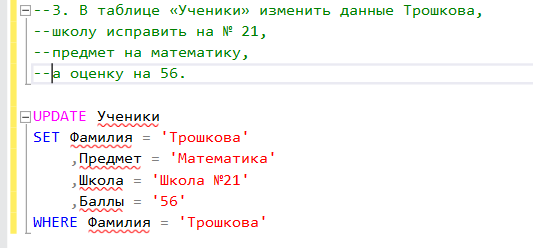 --3. В таблице «Ученики» изменить данные Трошкова,
--школу исправить на № 21,
--предмет на математику,
--а оценку на 56.
UPDATE Ученики
SET Фамилия = 'Трошкова'
,Предмет = 'Математика'
,Школа = 'Школа №21'
,Баллы = '56'
WHERE Фамилия = 'Трошкова'